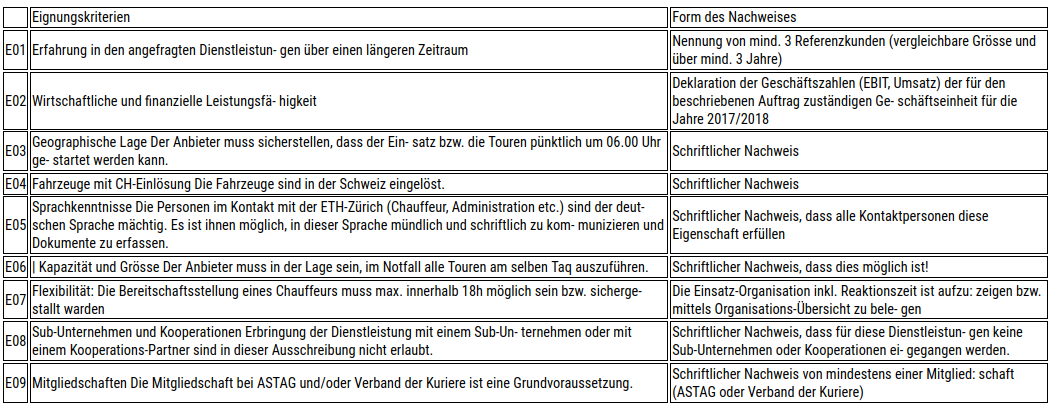 Eignungskriterien
Form des Nachweises
E01
Erfahrung in den angefragten Dienstleistun- gen über einen längeren Zeitraum
Nennung von mind. 3 Referenzkunden (vergleichbare Grösse und
über mind. 3 Jahre)
E02
Wirtschaftliche und finanzielle Leistungsfä- higkeit
Deklaration der Geschäftszahlen (EBIT, Umsatz) der für den
beschriebenen Auftrag zuständigen Ge- schäftseinheit für die
Jahre 2017/2018
E03
Geographische Lage Der Anbieter muss sicherstellen, dass der Ein- satz bzw. die Touren pünktlich um 06.00 Uhr
ge- startet werden kann.
Schriftlicher Nachweis
E04
Fahrzeuge mit CH-Einlösung Die Fahrzeuge sind in der Schweiz eingelöst.
Schriftlicher Nachweis
E05
Sprachkenntnisse Die Personen im Kontakt mit der ETH-Zürich (Chauffeur, Administration etc.) sind der deut-
schen Sprache mächtig. Es ist ihnen möglich, in dieser Sprache mündlich und schriftlich zu kom- munizieren und
Dokumente zu erfassen.
Schriftlicher Nachweis, dass alle Kontaktpersonen diese
Eigenschaft erfüllen
E06
| Kapazität und Grösse Der Anbieter muss in der Lage sein, im Notfall alle Touren am selben Taq auszuführen.
Schriftlicher Nachweis, dass dies möglich ist!
E07
Flexibilität: Die Bereitschaftsstellung eines Chauffeurs muss max. innerhalb 18h möglich sein bzw. sicherge-
stallt warden
Die Einsatz-Organisation inkl. Reaktionszeit ist aufzu: zeigen bzw.
mittels Organisations-Übersicht zu bele- gen
E08
Sub-Unternehmen und Kooperationen Erbringung der Dienstleistung mit einem Sub-Un- ternehmen oder mit
einem Kooperations-Partner sind in dieser Ausschreibung nicht erlaubt.
Schriftlicher Nachweis, dass für diese Dienstleistun- gen keine
Sub-Unternehmen oder Kooperationen ei- gegangen werden.
E09
Mitgliedschaften Die Mitgliedschaft bei ASTAG und/oder Verband der Kuriere ist eine Grundvoraussetzung.
Schriftlicher Nachweis von mindestens einer Mitglied: schaft
(ASTAG oder Verband der Kuriere)